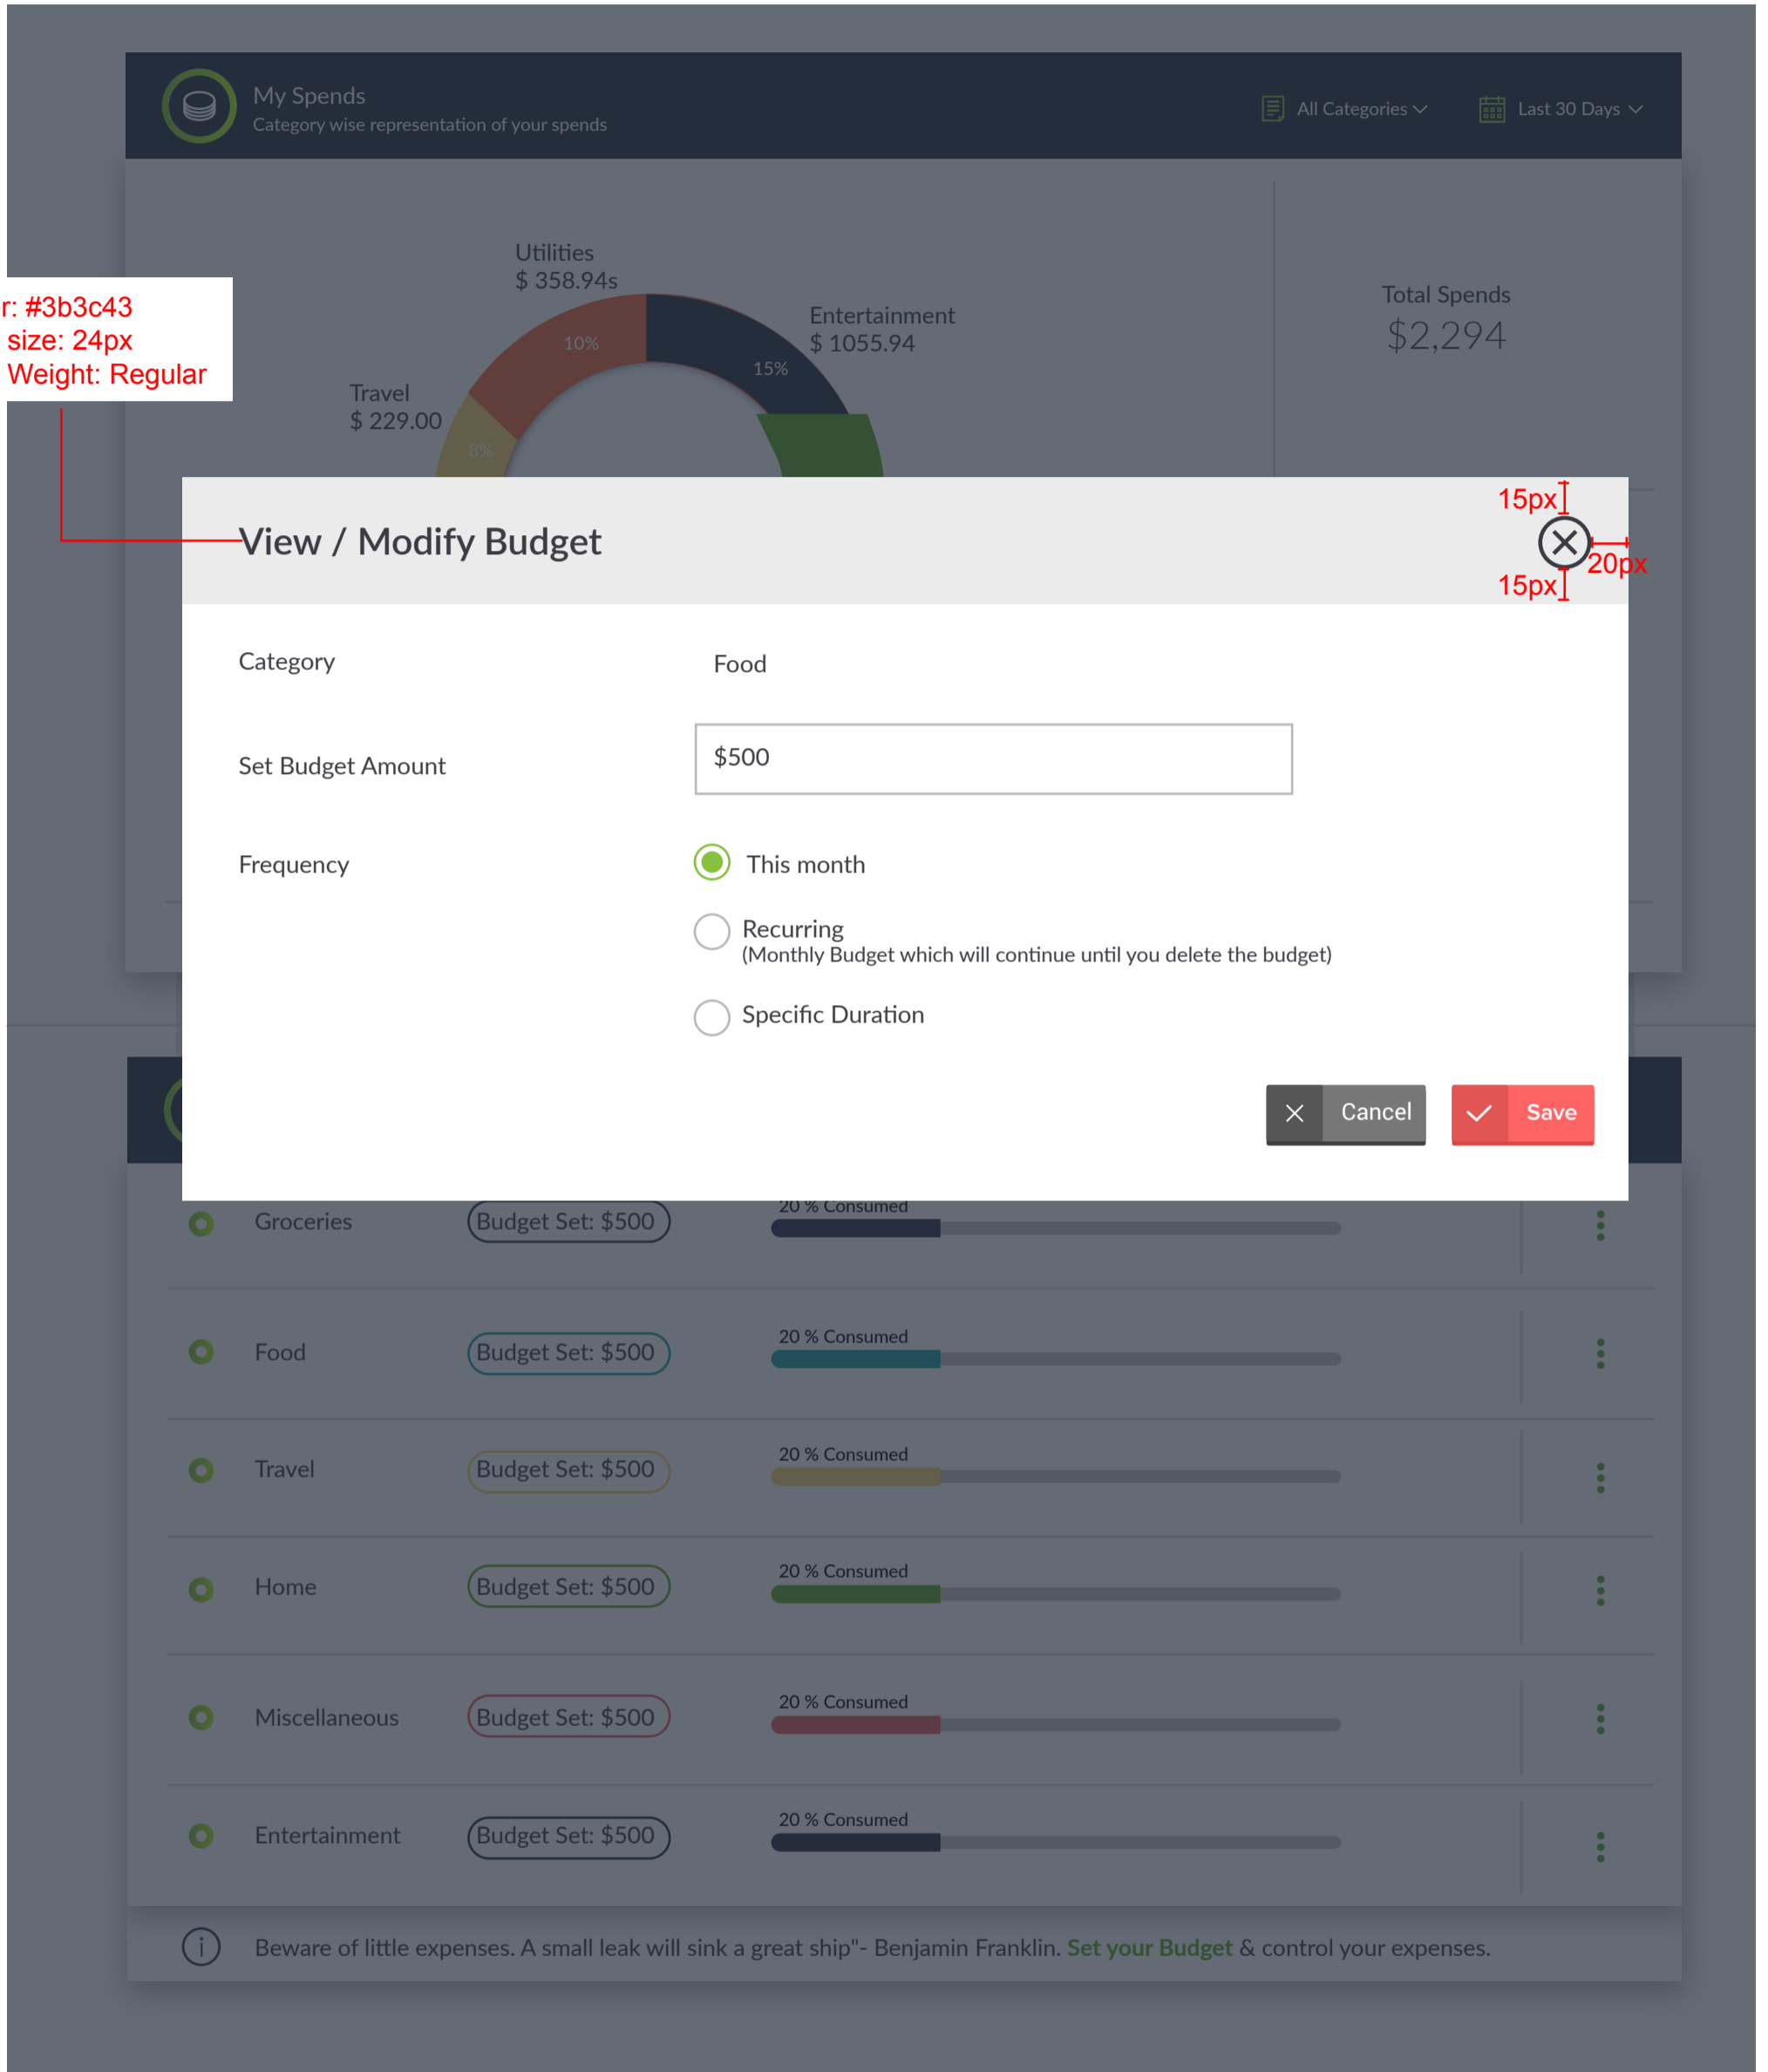 My Spends
Category wise representation of your spends
All Categories
Last 30 Days
Utilities
$ 358.94s
Entertainment
$ 1055.94
10%
15%
Travel
$ 229.00
8%
Total Spends
$2,294
r: #3b3c43
size: 24px
Weight: Regular
View / Modify Budget
15px
20px
15px
Category
Food
Set Budget Amount
$500
Frequency
This month
Recurring
(Monthly Budget which will continue until you delete the budget)
Specific Duration
Cancel
Save
Groceries
Budget Set: $500
20 % Consumed
Food
Budget Set: $500
20 % Consumed
Travel
Budget Set: $500
20 % Consumed
Home
Budget Set: $500
20 % Consumed
Miscellaneous
Budget Set: $500
20 % Consumed
Entertainment
Budget Set: $500
20 % Consumed
Beware of little expenses. A small leak will sink a great ship"- Benjamin Franklin. Set your Budget & control your expenses.